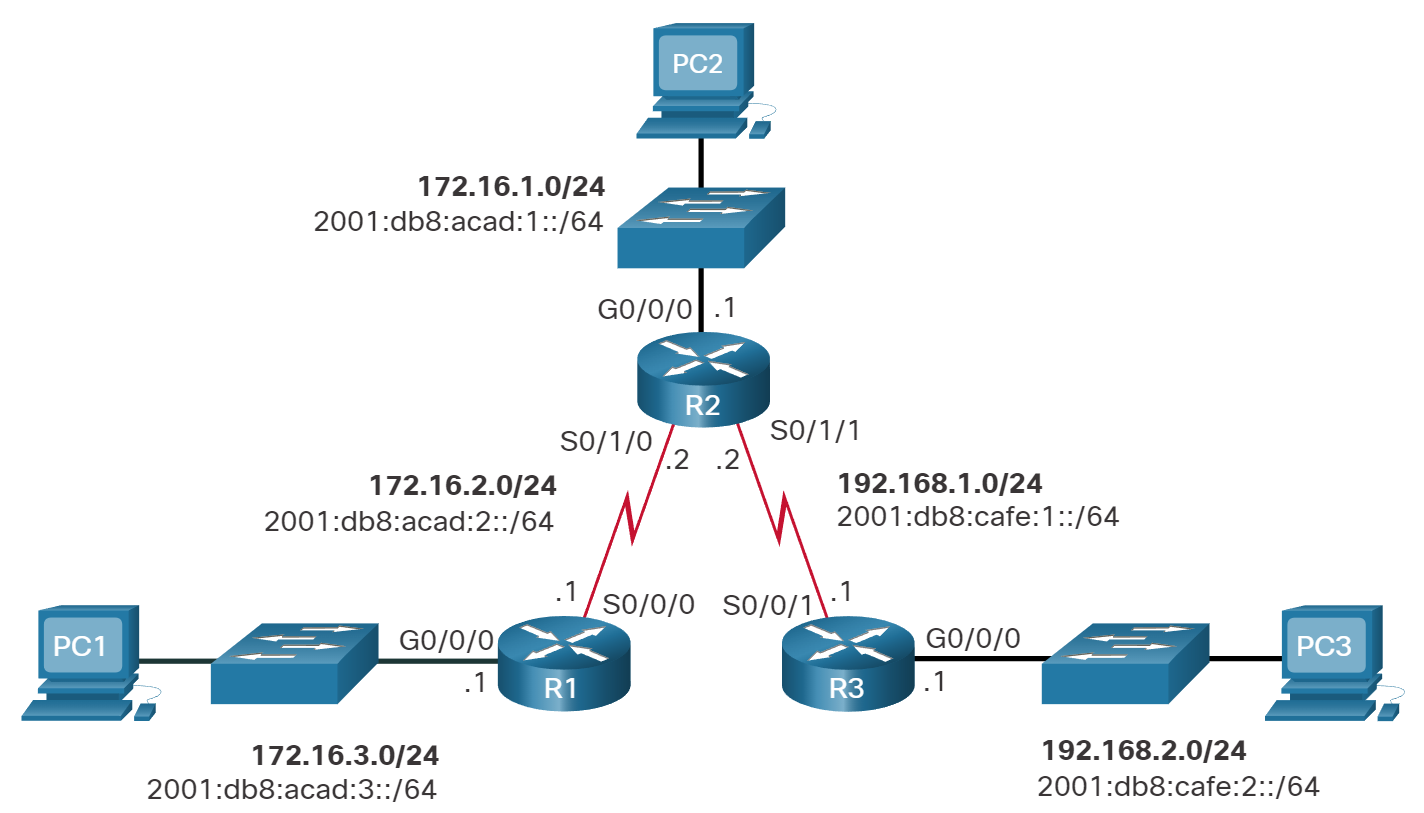 PC2
172.16.1.0/24
2001:db8:acad:1::/64
G0/0/0 .1
R2
S0/1/0 S0/1/1
.2 .2
172.16.2.0/24
2001:db8:acad:2::/64
192.168.1.0/24
2001:db8:cafe:1::/64
.1 S0/0/0
S0/0/1 .1
PC1
G0/0/0
.1
R1
R3
G0/0/0
.1
PC3
172.16.3.0/24
2001:db8:acad:3::/64
192.168.2.0/24
2001:db8:cafe:2::/64